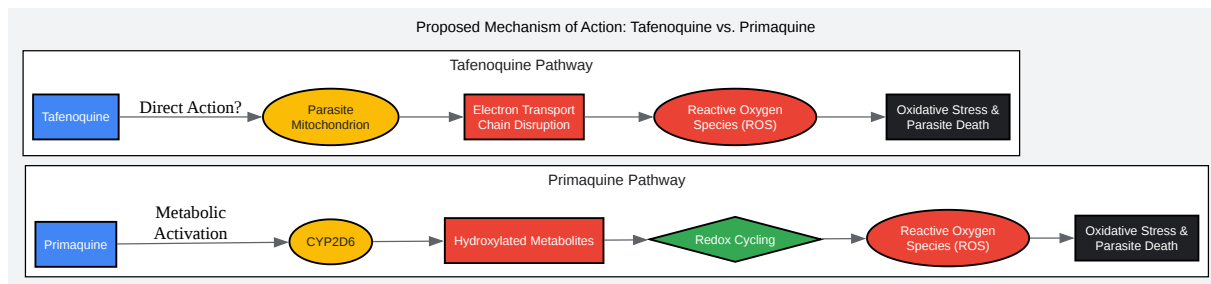 Proposed Mechanism of Action: Tafenoquine vs. Primaquine
Tafenoquine Pathway
Tafenoquine
Direct Action?
Parasite
Mitochondrion
Electron Transport
Chain Disruption
Reactive Oxygen
Species (ROS)
Oxidative Stress &
Parasite Death
Primaquine Pathway
Primaquine
Metabolic
Activation
CYP2D6
Hydroxylated Metabolites
Redox Cycling
Reactive Oxygen
Species (ROS)
Oxidative Stress &
Parasite Death